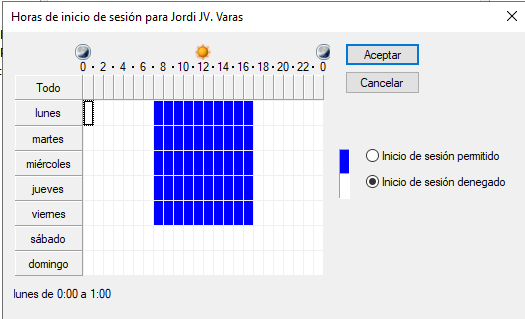 Horas de inicio de sesión para Jordi JV. Varas
0 · 2 · 4 · 6 · 8 · 10 · 12 · 14 · 16 · 18 · 20 · 22 · 0
Aceptar
Cancelar
Todo
lunes
martes
miércoles
jueves
viernes
sábado
domingo
Inicio de sesión permitido
Inicio de sesión denegado
lunes de 0:00 a 1:00